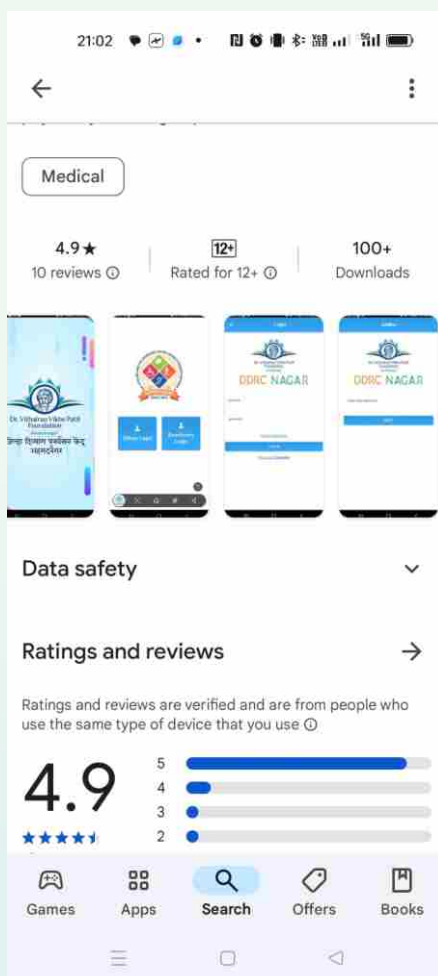 21:02
Medical
4.9★
12+
100+
10 reviews
Rated for 12+
Downloads
Dr. Vithalrao Vikhe Patil
Foundation
जिल्हा दिव्यांग पुनर्वसन केंद्र
अहमदनगर
Login
Login
DDRC NAGAR
DDRC NAGAR
Data safety
Ratings and reviews
Ratings and reviews are verified and are from people who
use the same type of device that you use
4.9
5
4
3
2
Games
Apps
Search
Offers
Books